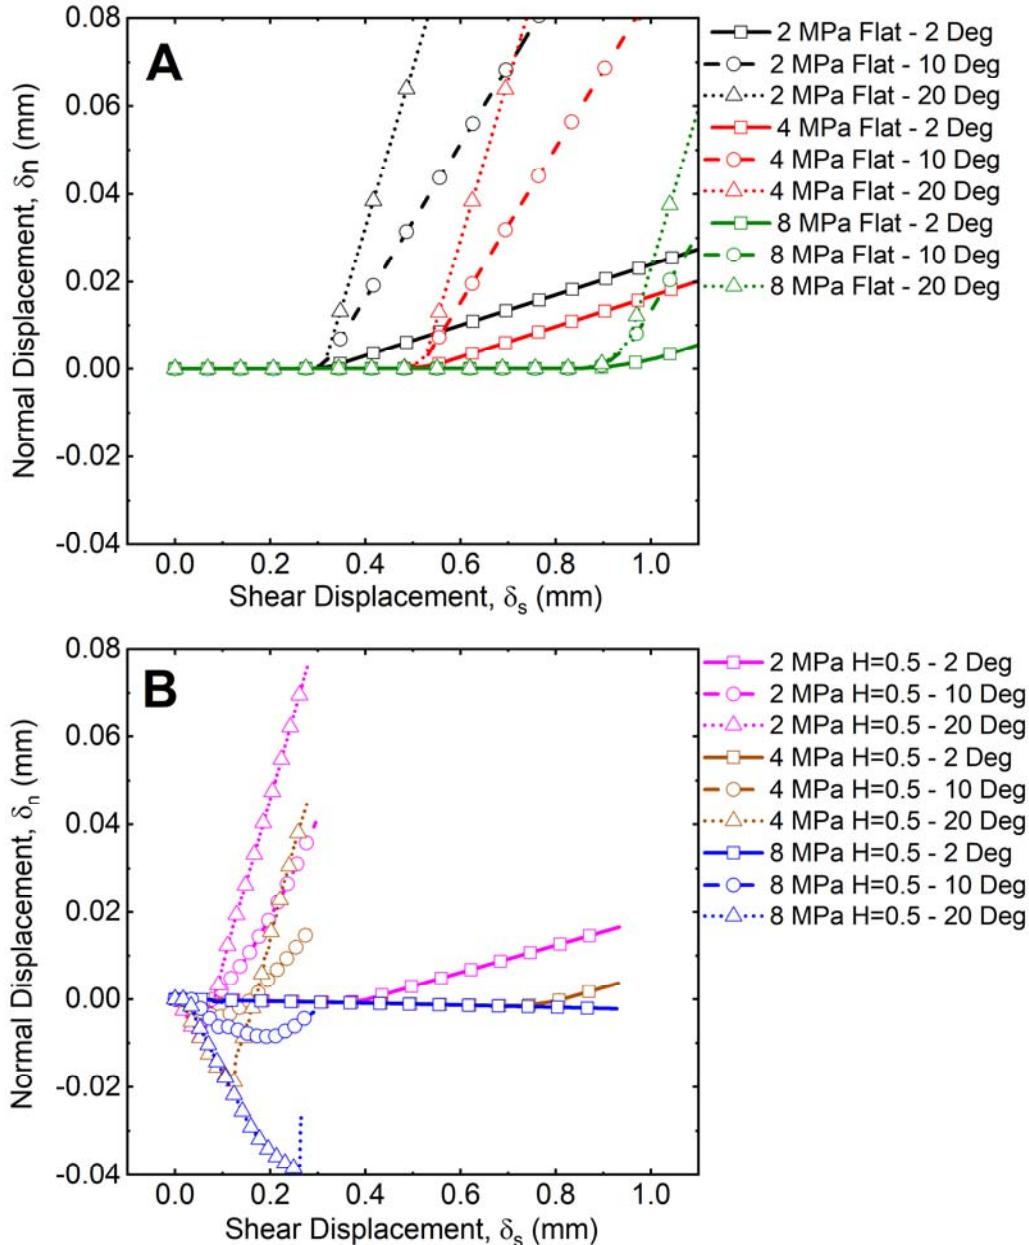 A
0.08
0.06
0.04
0.02
0.00
-0.02
-0.04
Normal Displacement, δn (mm)
0.0 0.2 0.4 0.6 0.8 1.0
Shear Displacement, δs (mm)
2 MPa Flat - 2 Deg
2 MPa Flat - 10 Deg
2 MPa Flat - 20 Deg
4 MPa Flat - 2 Deg
4 MPa Flat - 10 Deg
4 MPa Flat - 20 Deg
8 MPa Flat - 2 Deg
8 MPa Flat - 10 Deg
8 MPa Flat - 20 Deg
B
0.08
0.06
0.04
0.02
0.00
-0.02
-0.04
Normal Displacement, δn (mm)
0.0 0.2 0.4 0.6 0.8 1.0
Shear Displacement, δs (mm)
2 MPa H=0.5 - 2 Deg
2 MPa H=0.5 - 10 Deg
2 MPa H=0.5 - 20 Deg
4 MPa H=0.5 - 2 Deg
4 MPa H=0.5 - 10 Deg
4 MPa H=0.5 - 20 Deg
8 MPa H=0.5 - 2 Deg
8 MPa H=0.5 - 10 Deg
8 MPa H=0.5 - 20 Deg